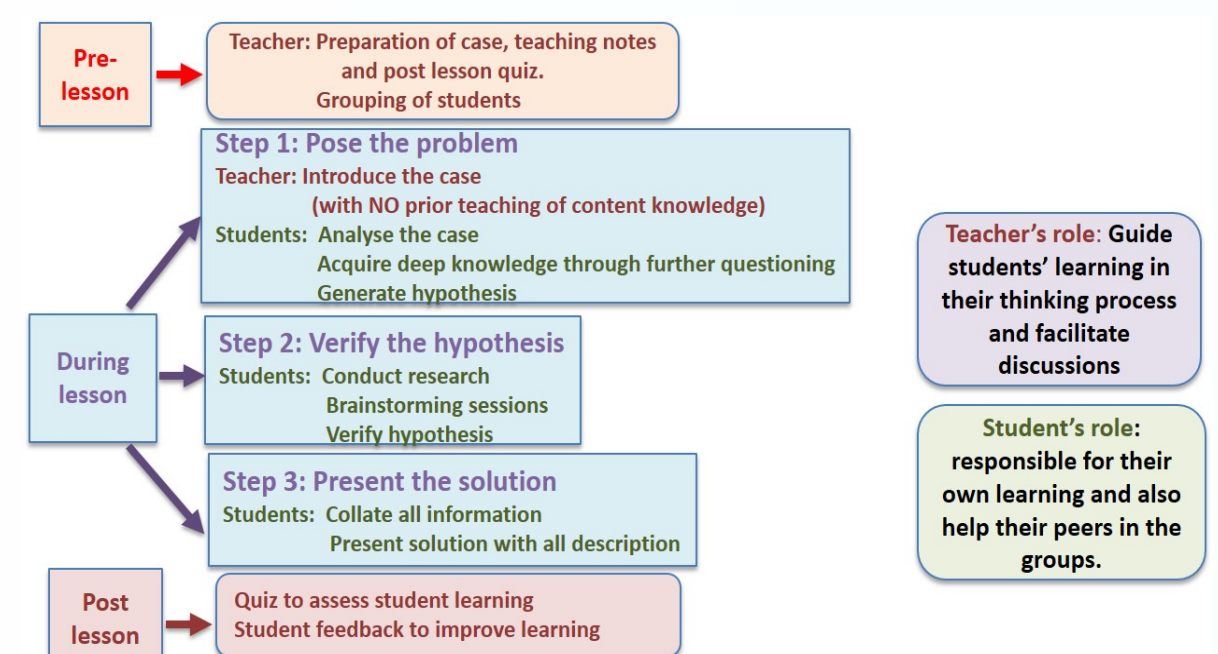 Pre-
lesson
Teacher: Preparation of case, teaching notes
and post lesson quiz.
Grouping of students
Step 1: Pose the problem
Teacher: Introduce the case
(with NO prior teaching of content knowledge)
Students: Analyse the case
Acquire deep knowledge through further questioning
Generate hypothesis
During
lesson
Step 2: Verify the hypothesis
Students: Conduct research
Brainstorming sessions
Verify hypothesis
Step 3: Present the solution
Students: Collate all information
Present solution with all description
Post
lesson
Quiz to assess student learning
Student feedback to improve learning
Teacher’s role: Guide
students’ learning in
their thinking process
and facilitate
discussions
Student’s role:
responsible for their
own learning and also
help their peers in the
groups.